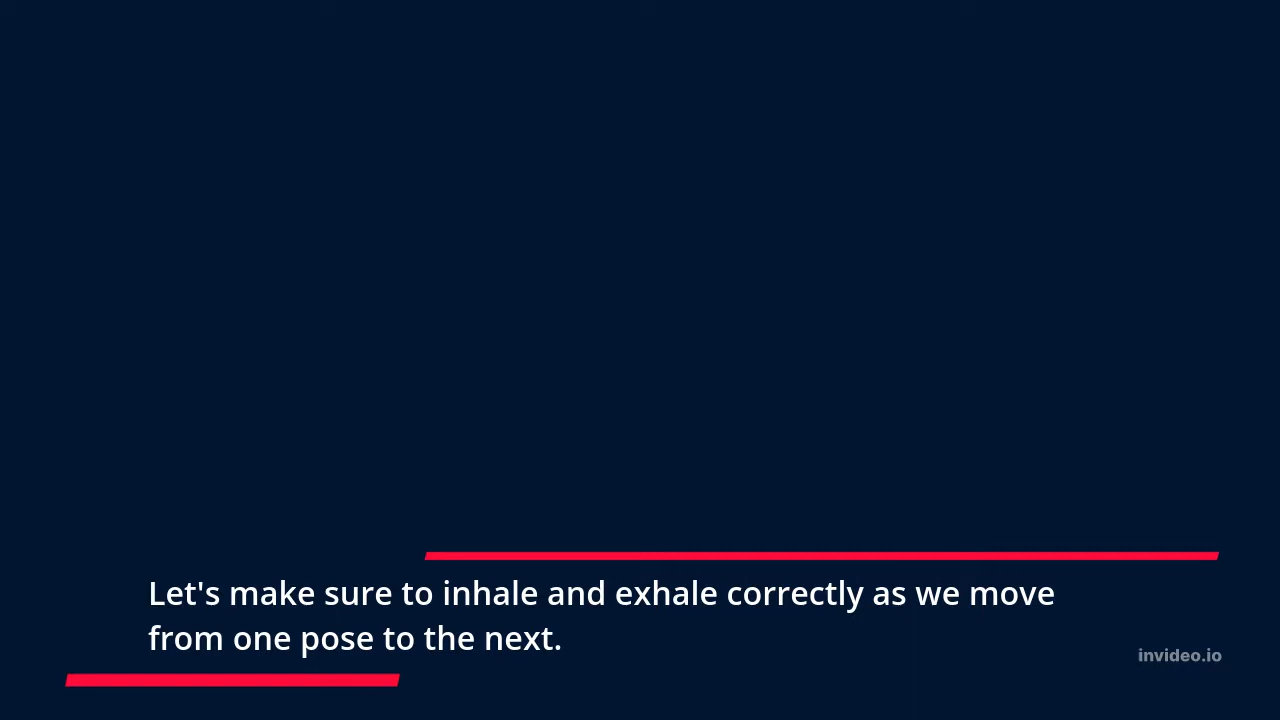 Let's make sure to inhale and exhale correctly as we move
from one pose to the next.
invideo.io